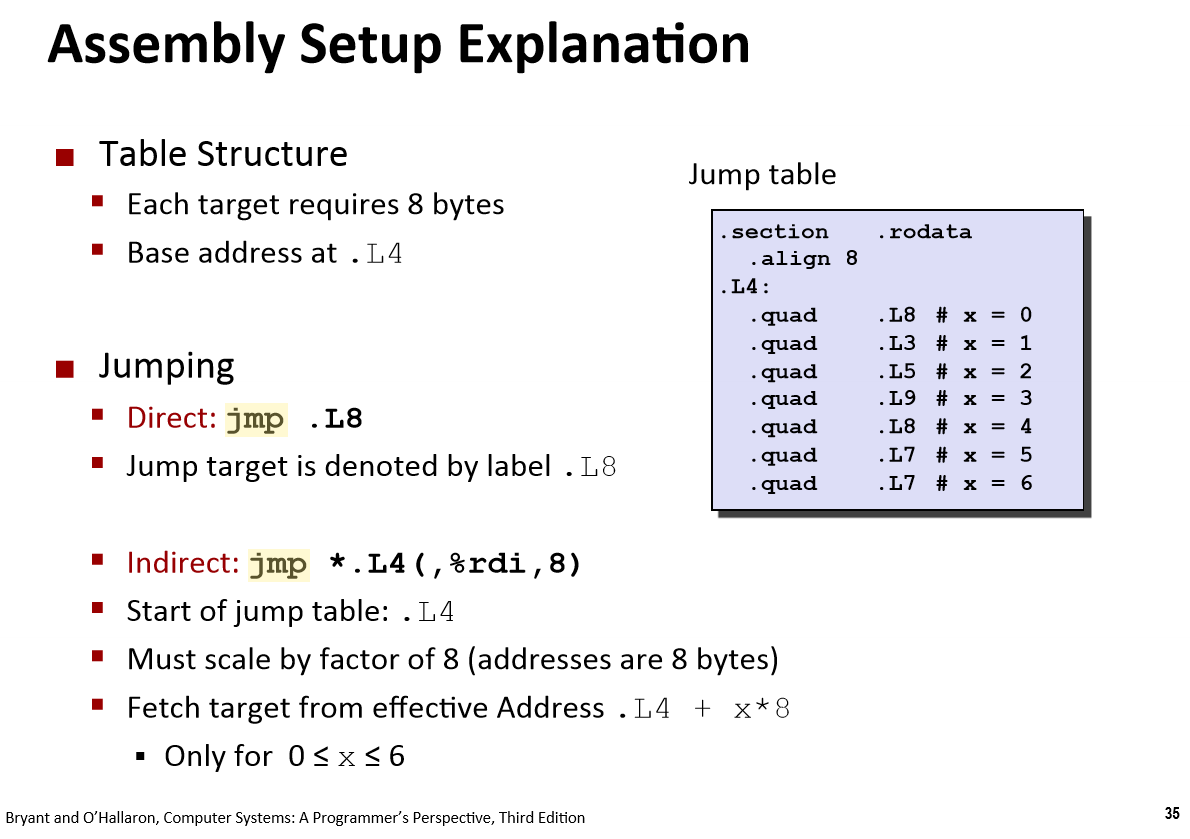 Assembly Setup Explanation
■ Table Structure
▪ Each target requires 8 bytes
▪ Base address at .L4
■ Jumping
▪ Direct: jmp .L8
▪ Jump target is denoted by label .L8
▪ Indirect: jmp *.L4(,%rdi,8)
▪ Start of jump table: .L4
▪ Must scale by factor of 8 (addresses are 8 bytes)
▪ Fetch target from effective Address .L4 + x*8
▪ Only for 0 ≤ x ≤ 6
Jump table
.section .rodata
.align 8
.L4:
.quad .L8 # x = 0
.quad .L3 # x = 1
.quad .L5 # x = 2
.quad .L9 # x = 3
.quad .L8 # x = 4
.quad .L7 # x = 5
.quad .L7 # x = 6
Bryant and O’Hallaron, Computer Systems: A Programmer’s Perspective, Third Edition
35